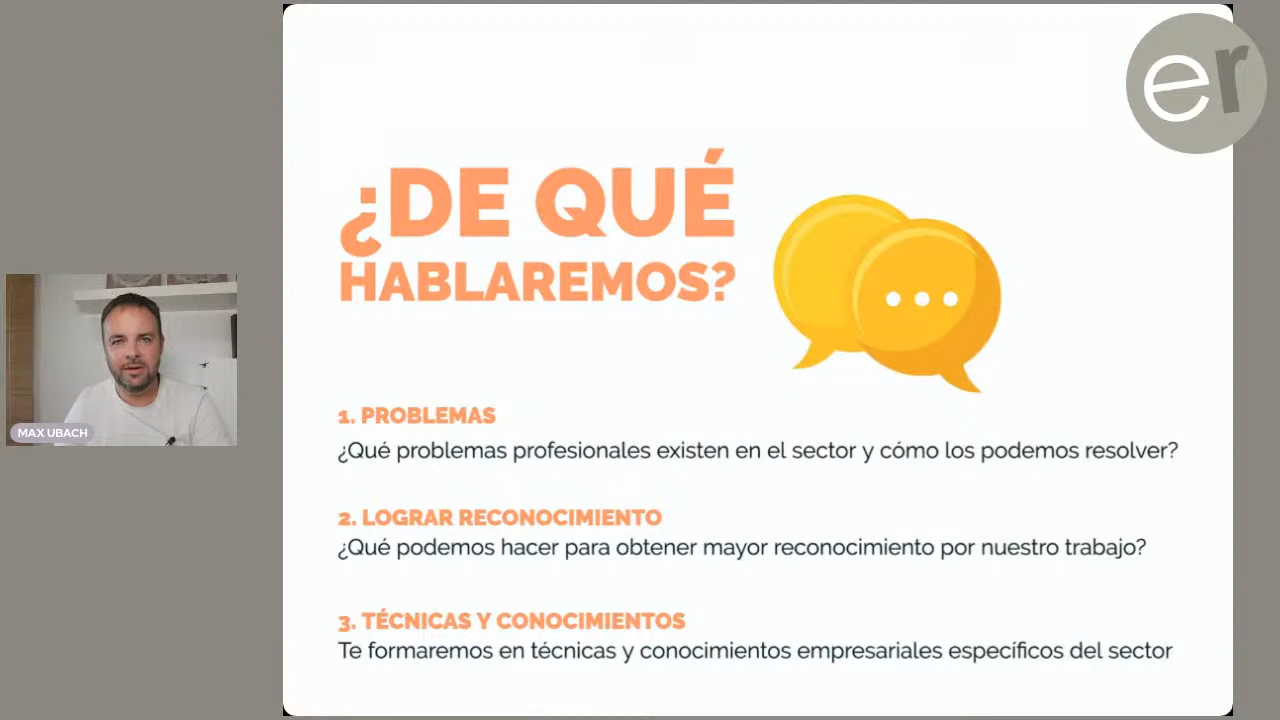 er
¿DE QUÉ
HABLAREMOS?
MAX UBACH
1. PROBLEMAS
¿Qué problemas profesionales existen en el sector y cómo los podemos resolver?
2. LOGRAR RECONOCIMIENTO
¿Qué podemos hacer para obtener mayor reconocimiento por nuestro trabajo?
3. TÉCNICAS Y CONOCIMIENTOS
Te formaremos en técnicas y conocimientos empresariales específicos del sector